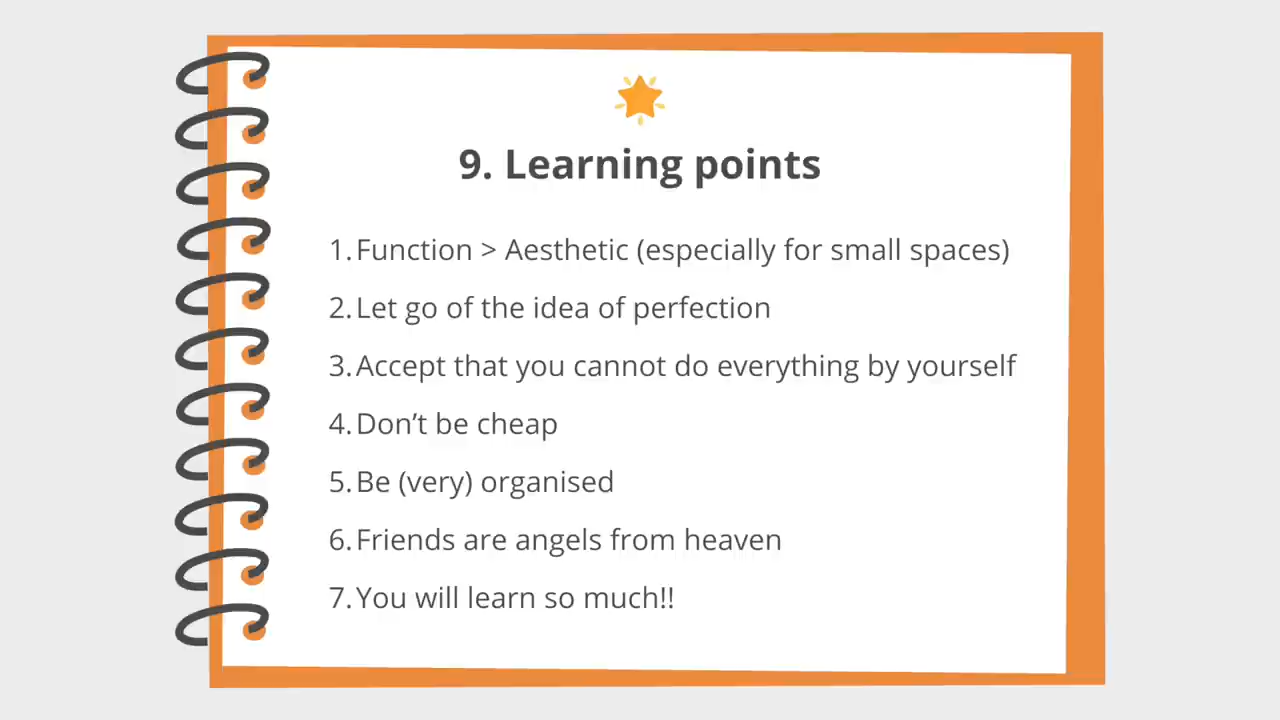 9. Learning points
1. Function > Aesthetic (especially for small spaces)
2. Let go of the idea of perfection
3. Accept that you cannot do everything by yourself
4. Don’t be cheap
5. Be (very) organised
6. Friends are angels from heaven
7. You will learn so much!!